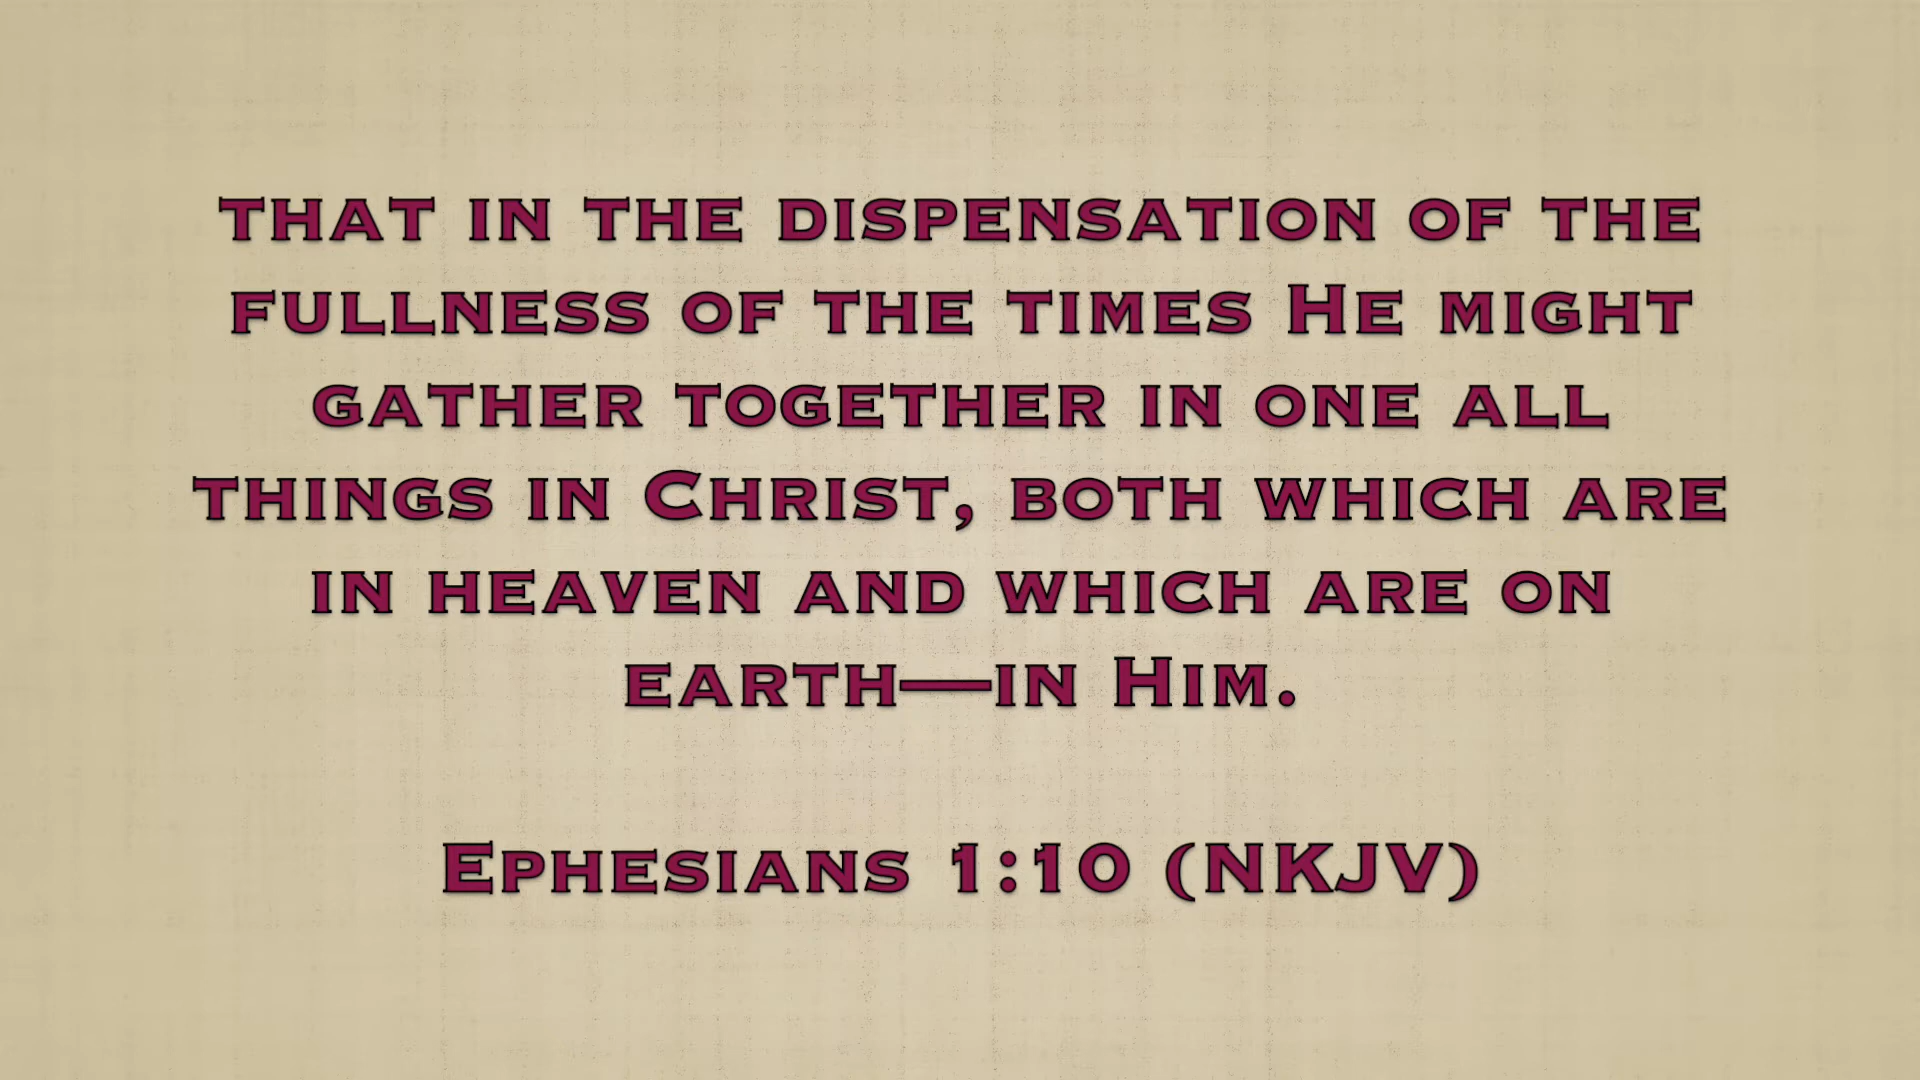 that in the dispensation of the
fullness of the times He might
gather together in one all
things in Christ, both which are
in heaven and which are on
earth—in Him.
Ephesians 1:10 (NKJV)